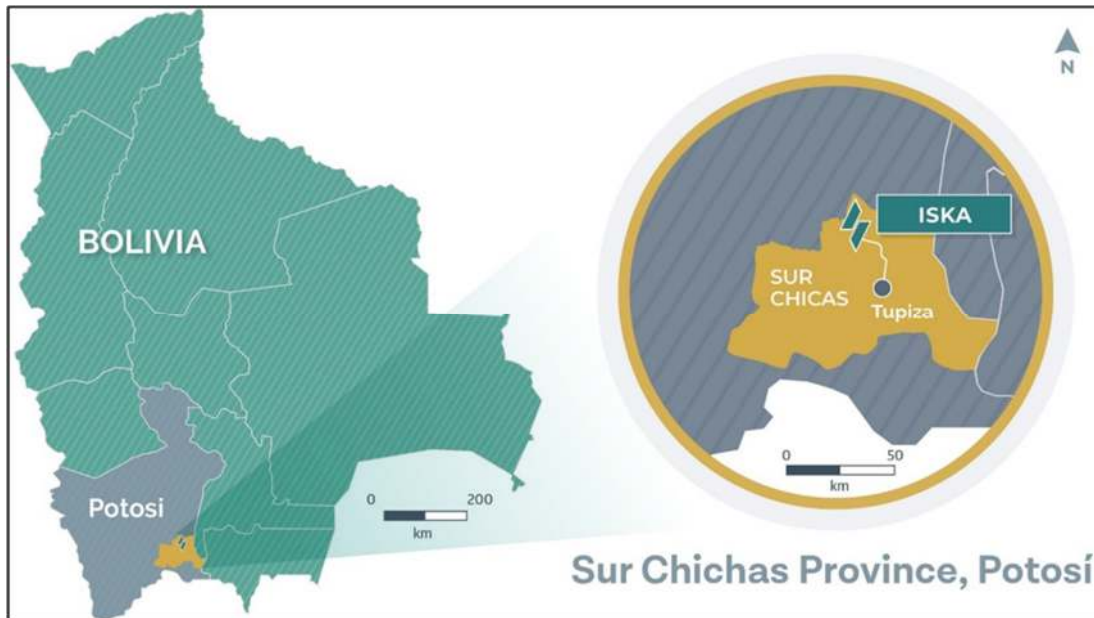 BOLIVIA
Potosi
0 200
km
N
ISKA
SUR
CHICAS
Tupiza
0 50
km
Sur Chichas Province, Potosí